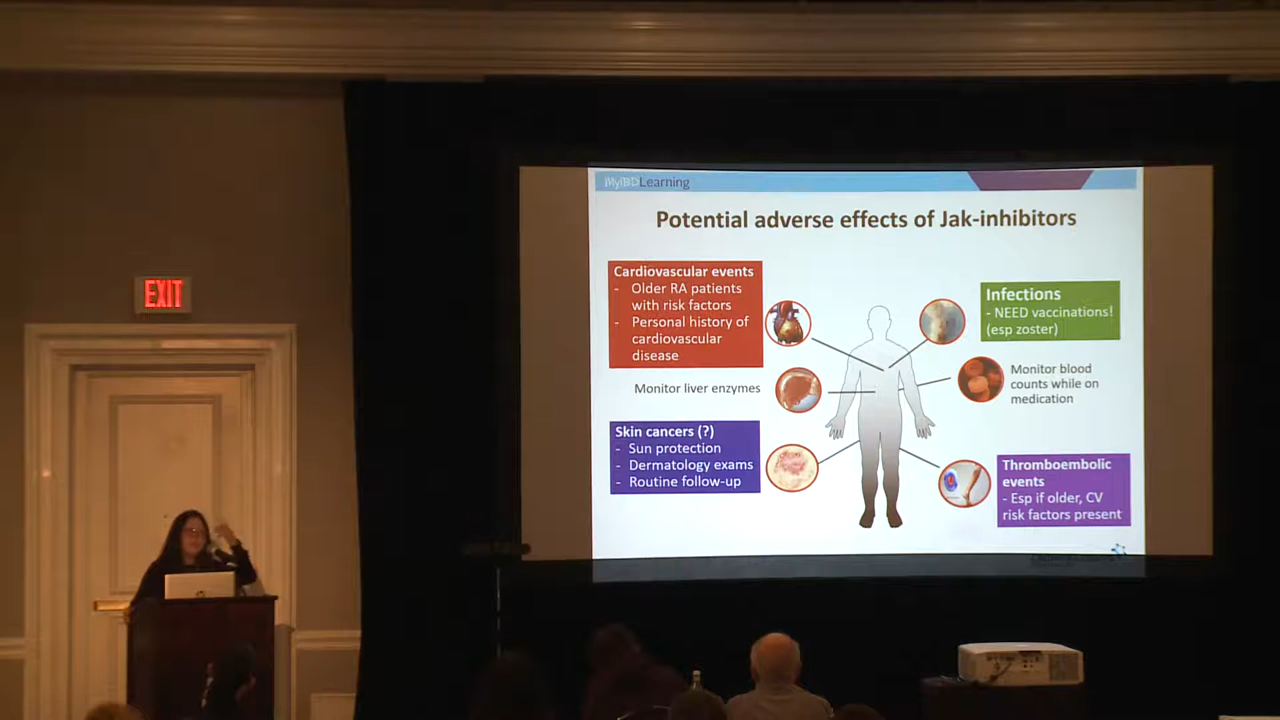 MyIBDLearning
Potential adverse effects of Jak-inhibitors
Cardiovascular events
- Older RA patients
with risk factors
- Personal history of
cardiovascular
disease
Infections
- NEED vaccinations!
(esp zoster)
Monitor liver enzymes
Monitor blood
counts while on
medication
Skin cancers (?)
- Sun protection
- Dermatology exams
- Routine follow-up
Thromboembolic
events
- Esp if older, CV
risk factors present
EXIT